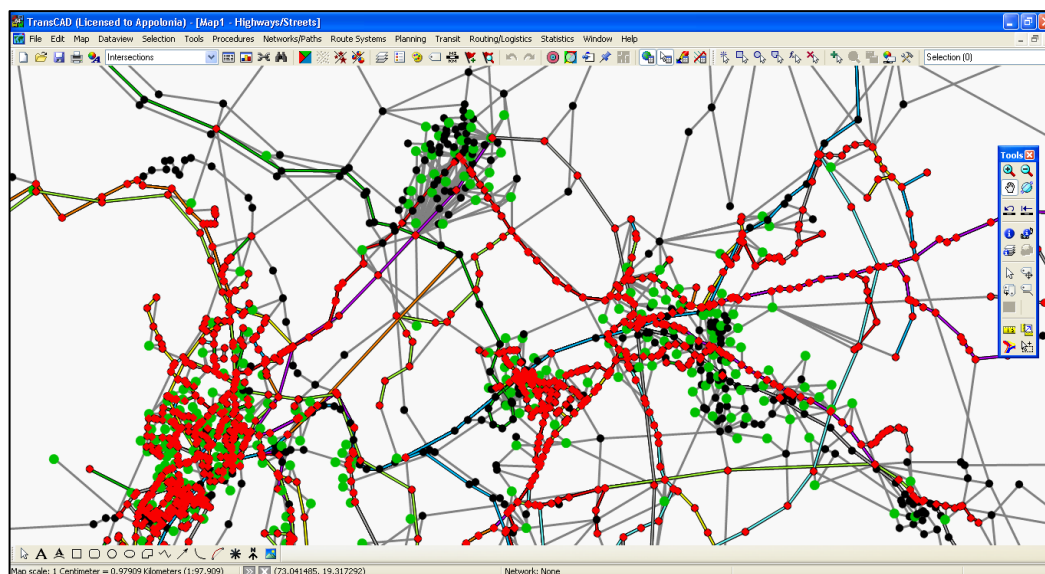 TransCAD (Licensed to Appolonia) - [Map1 - Highways/Streets]
File Edit Map Dataview Selection Tools Procedures Networks/Paths Route Systems Planning Transit Routing/Logistics Statistics Window Help
Intersections
Selection (0)
Tools
Map scale: 1 Centimeter = 0.97909 Kilometers (1:97,909) (73.041485, 19.317292) Network: None